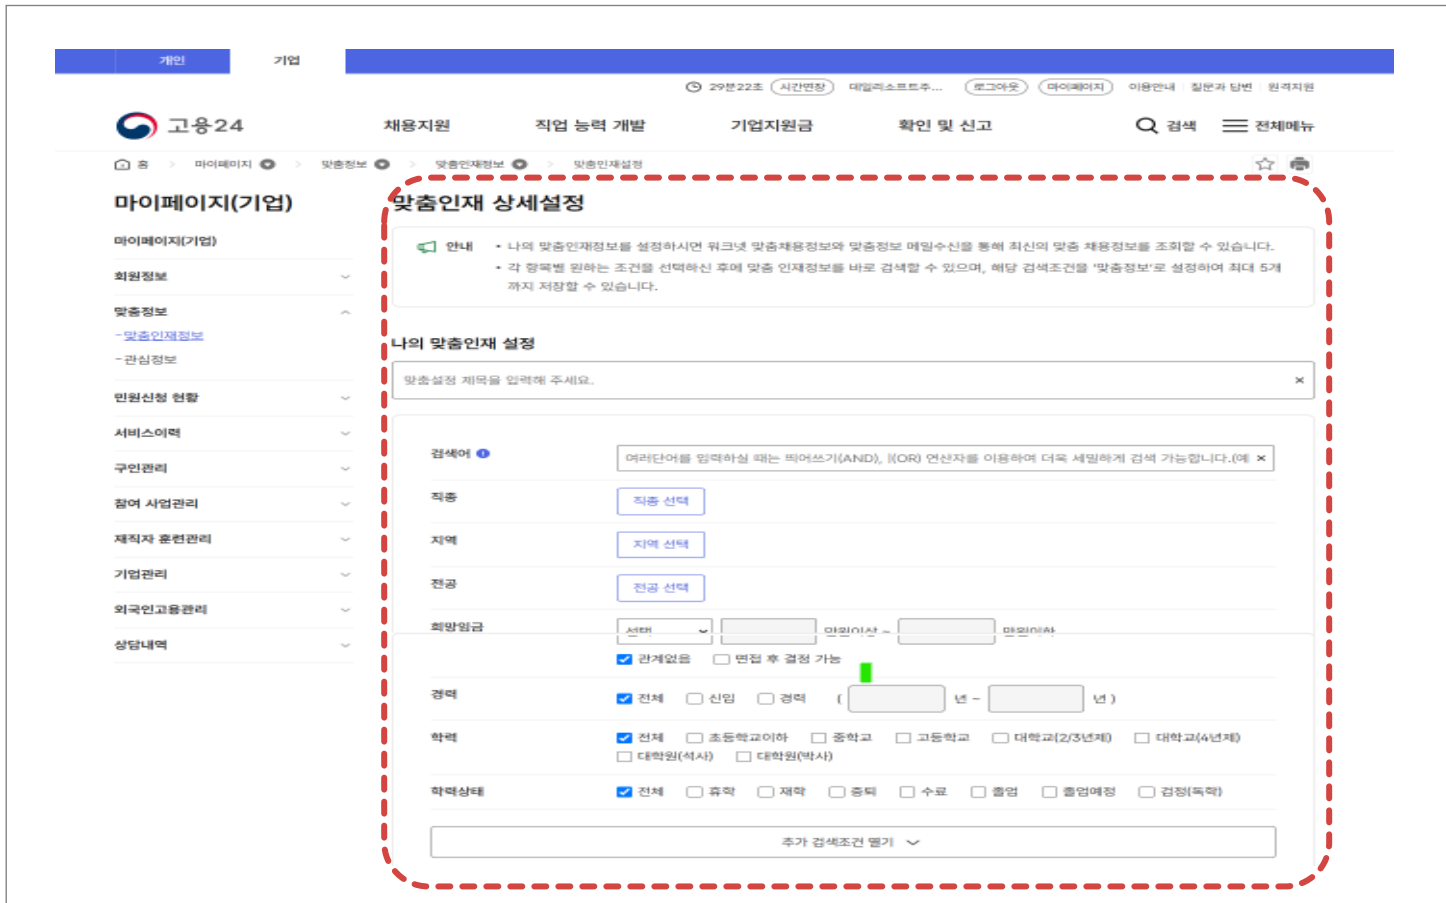 개인 기업
29분22초 시간연장 데일리소프트주... 로그아웃 마이페이지 이용안내 질문과 답변 원격지원
고용24 채용지원 직업 능력 개발 기업지원금 확인 및 신고 검색 전체메뉴
홈 > 마이페이지 > 맞춤정보 > 맞춤인재정보 > 맞춤인재설정
마이페이지(기업)
마이페이지(기업)
회원정보
맞춤정보
- 맞춤인재정보
- 관심정보
민원신청 현황
서비스이력
구인관리
참여 사업관리
재직자 훈련관리
기업관리
외국인고용관리
상담내역
맞춤인재 상세설정
안내 • 나의 맞춤인재정보를 설정하시면 워크넷 맞춤채용정보와 맞춤정보 메일수신을 통해 최신의 맞춤 채용정보를 조회할 수 있습니다.
• 각 항목별 원하는 조건을 선택하신 후에 맞춤 인재정보를 바로 검색할 수 있으며, 해당 검색조건을 '맞춤정보'로 설정하여 최대 5개
까지 저장할 수 있습니다.
나의 맞춤인재 설정
맞춤설정 제목을 입력해 주세요. ×
검색어 여러단어를 입력하실 때는 띄어쓰기(AND), |(OR) 연산자를 이용하여 더욱 세밀하게 검색 가능합니다.(예 ×
직종 직종 선택
지역 지역 선택
전공 전공 선택
희망임금 선택 만원이상 ~ 만원이하
관계없음 면접 후 결정 가능
경력 전체 신입 경력 ( 년 ~ 년 )
학력 전체 초등학교이하 중학교 고등학교 대학교(2/3년제) 대학교(4년제)
대학원(석사) 대학원(박사)
학력상태 전체 휴학 재학 중퇴 수료 졸업 졸업예정 검정(독학)
추가 검색조건 열기